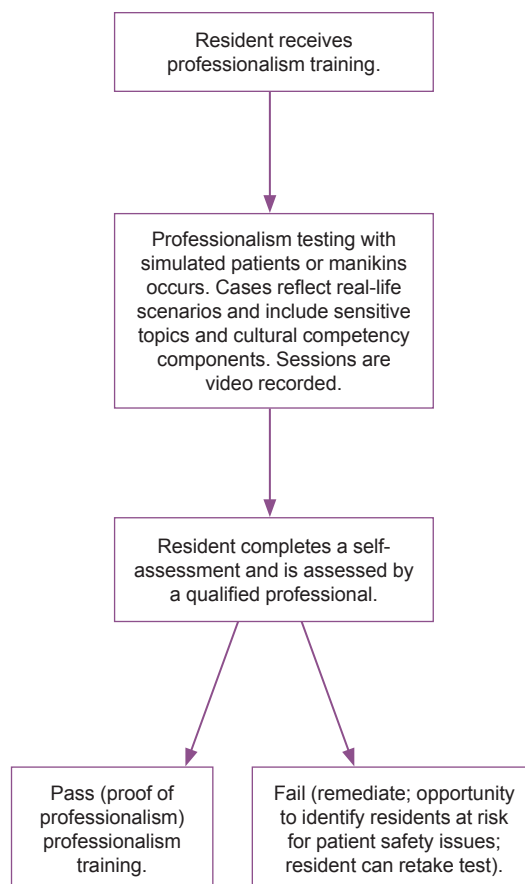 Resident receives
professionalism training.
Professionalism testing with
simulated patients or manikins
occurs. Cases reflect real-life
scenarios and include sensitive
topics and cultural competency
components. Sessions are
video recorded.
Resident completes a self-
assessment and is assessed by
a qualified professional.
Pass (proof of
professionalism)
professionalism
training.
Fail (remediate; opportunity
to identify residents at risk
for patient safety issues;
resident can retake test).